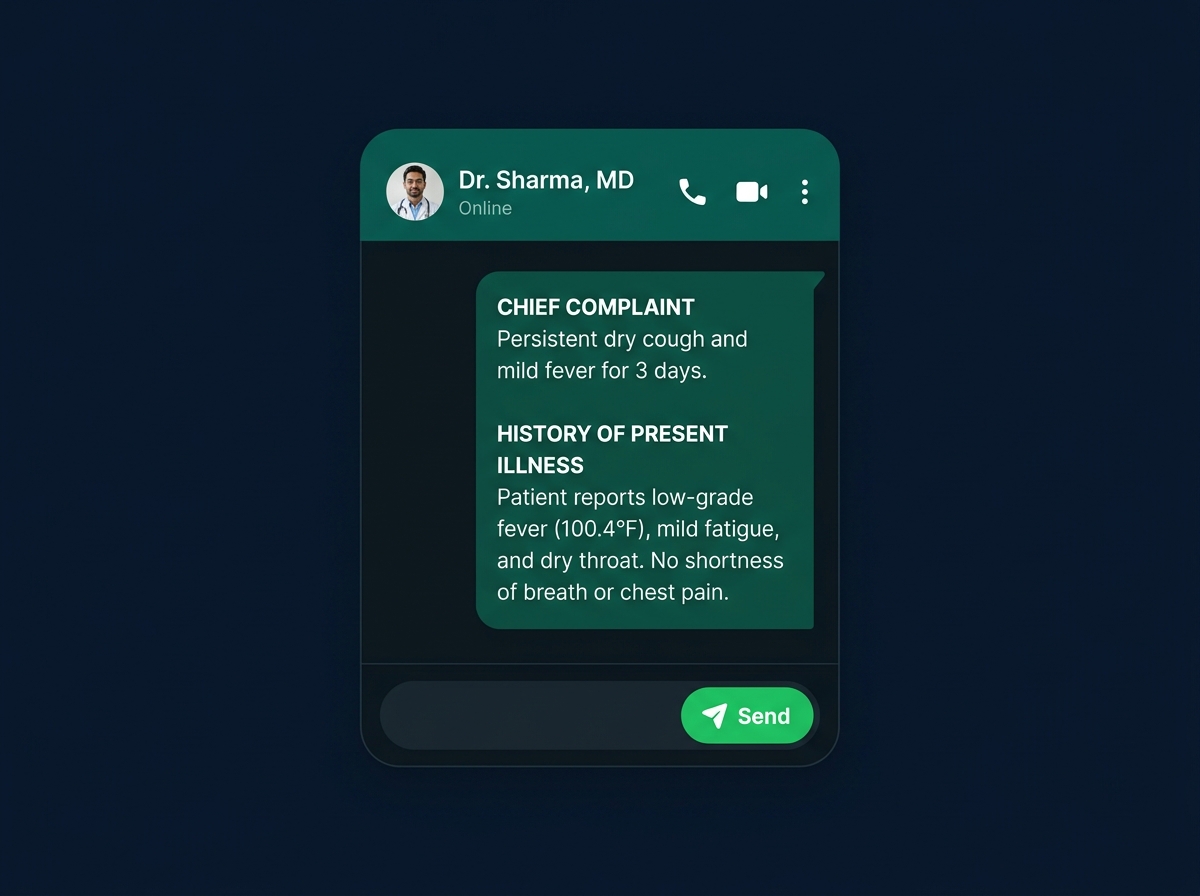 Dr. Sharma, MD
Online
CHIEF COMPLAINT
Persistent dry cough and
mild fever for 3 days.
HISTORY OF PRESENT
ILLNESS
Patient reports low-grade
fever (100.4°F), mild fatigue,
and dry throat. No shortness
of breath or chest pain.
Send